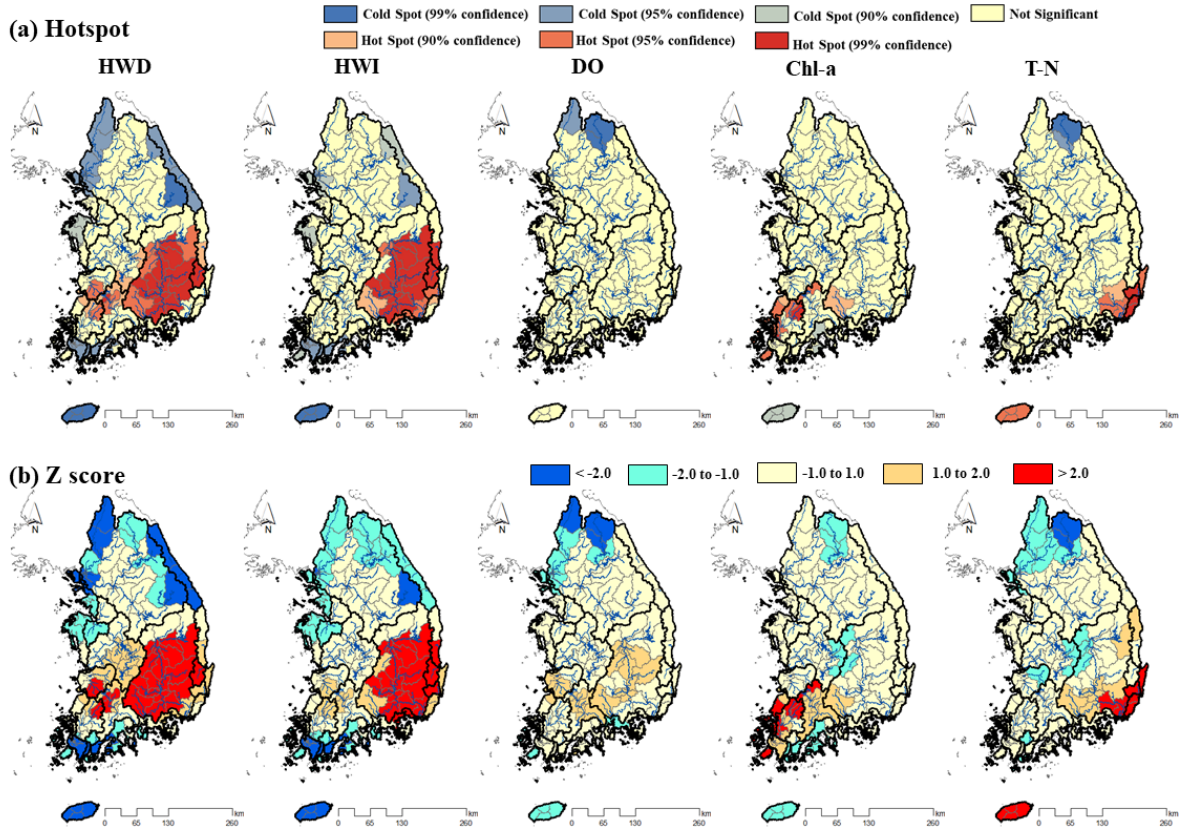 Cold Spot (99% confidence) Cold Spot (95% confidence) Cold Spot (90% confidence) Not Significant
(a) Hotspot
Hot Spot (90% confidence) Hot Spot (95% confidence) Hot Spot (99% confidence)
HWD HWI DO Chl-a T-N
N N N N N
0 65 130 260 km 0 65 130 260 km 0 65 130 260 km 0 65 130 260 km 0 65 130 260 km
(b) Z score
< -2.0 -2.0 to -1.0 -1.0 to 1.0 1.0 to 2.0 > 2.0
N N N N N
0 65 130 260 km 0 65 130 260 km 0 65 130 260 km 0 65 130 260 km 0 65 130 260 km